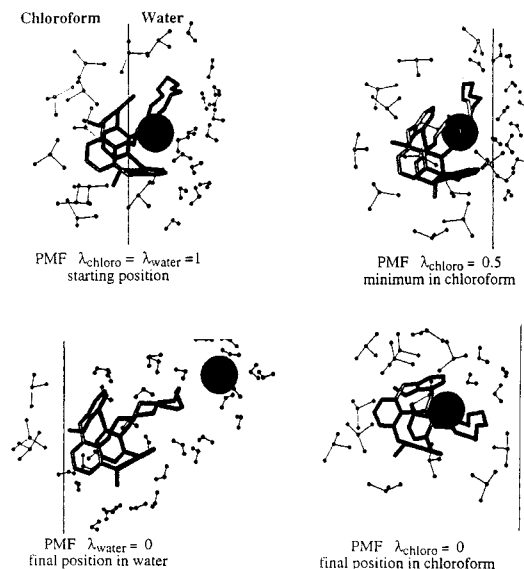 Chloroform Water
PMF λchloro = λwater =1
starting position
PMF λchloro = 0.5
minimum in chloroform
PMF λwater = 0
final position in water
PMF λchloro = 0
final position in chloroform